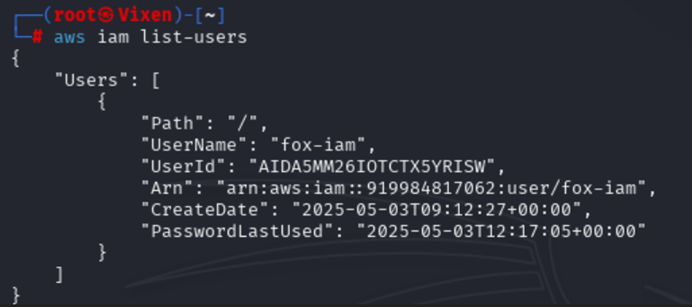 ┌──(root㉿Vixen)-[~]
└─# aws iam list-users
{
    "Users": [
        {
            "Path": "/",
            "UserName": "fox-iam",
            "UserId": "AIDA5MM26IOTCTX5YRISW",
            "Arn": "arn:aws:iam::919984817062:user/fox-iam",
            "CreateDate": "2025-05-03T09:12:27+00:00",
            "PasswordLastUsed": "2025-05-03T12:17:05+00:00"
        }
    ]
}